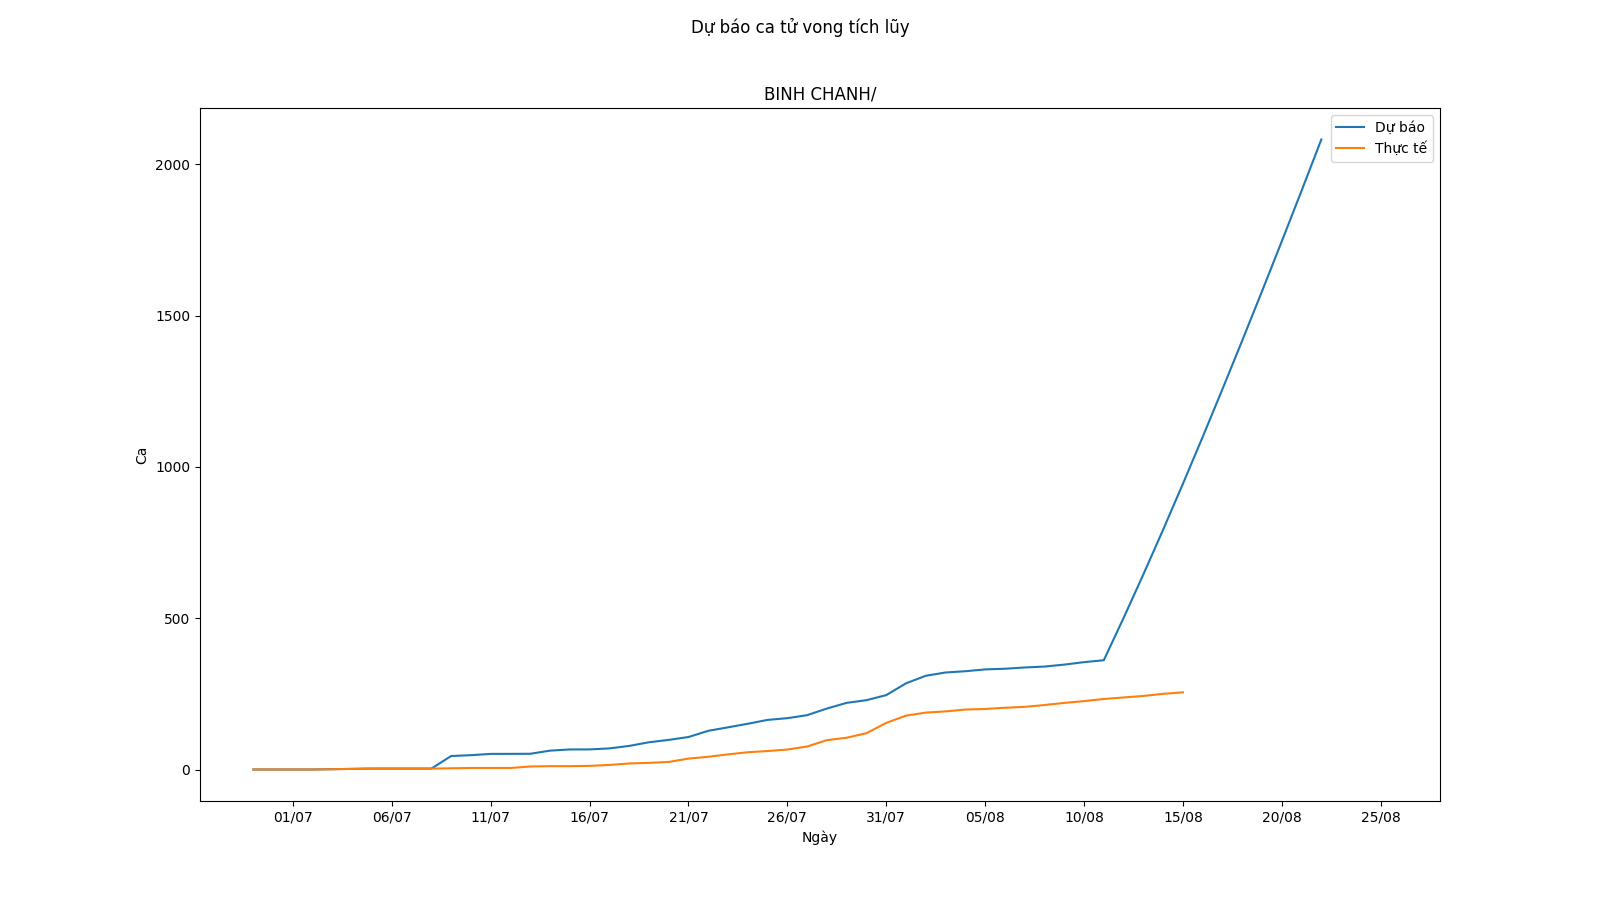 Dự báo ca tử vong tích lũy
BINH CHANH/
Dự báo
Thực tế
2000
1500
1000
500
0
Ca
01/07 06/07 11/07 16/07 21/07 26/07 31/07 05/08 10/08 15/08 20/08 25/08
Ngày